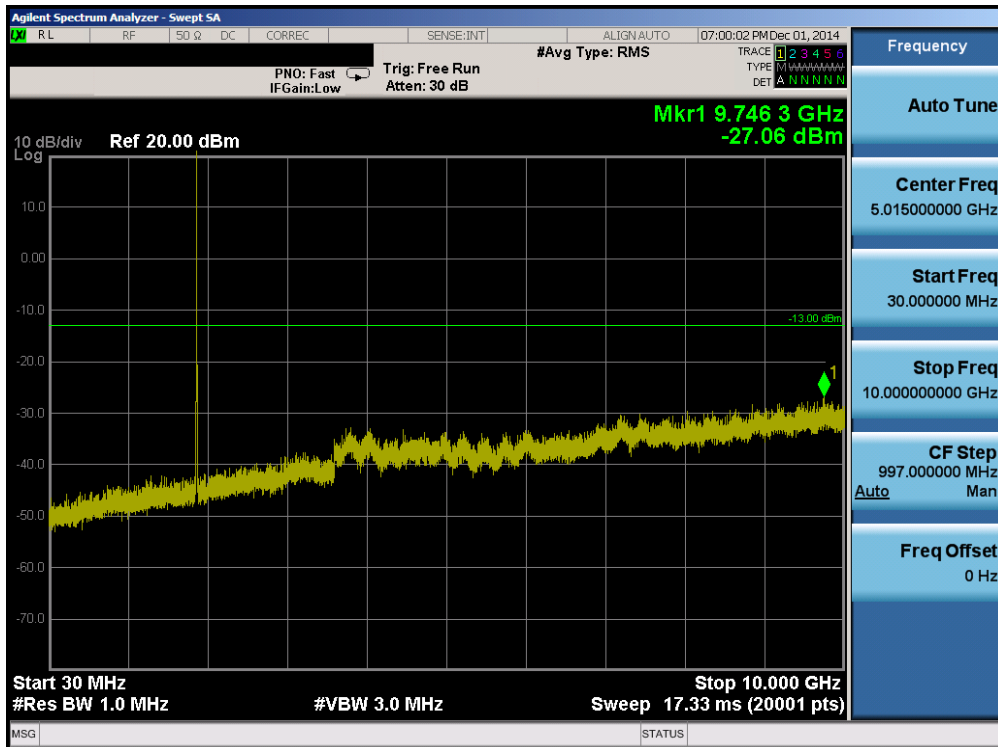 Agilent Spectrum Analyzer - Swept SA
LXI RL RF 50 Ω DC CORREC SENSE:INT ALIGN AUTO 07:00:02 PM Dec 01, 2014
#Avg Type: RMS TRACE 1 2 3 4 5 6
PNO: Fast Trig: Free Run TYPE M WWWWW
IFGain:Low Atten: 30 dB DET A N N N N N
Mkr1 9.746 3 GHz
10 dB/div Ref 20.00 dBm -27.06 dBm
Log
10.0
0.00
-10.0
-13.00 dBm
-20.0
1
-30.0
-40.0
-50.0
-60.0
-70.0
Start 30 MHz Stop 10.000 GHz
#Res BW 1.0 MHz #VBW 3.0 MHz Sweep 17.33 ms (20001 pts)
MSG STATUS
Frequency
Auto Tune
Center Freq
5.015000000 GHz
Start Freq
30.000000 MHz
Stop Freq
10.000000000 GHz
CF Step
997.000000 MHz
Auto Man
Freq Offset
0 Hz